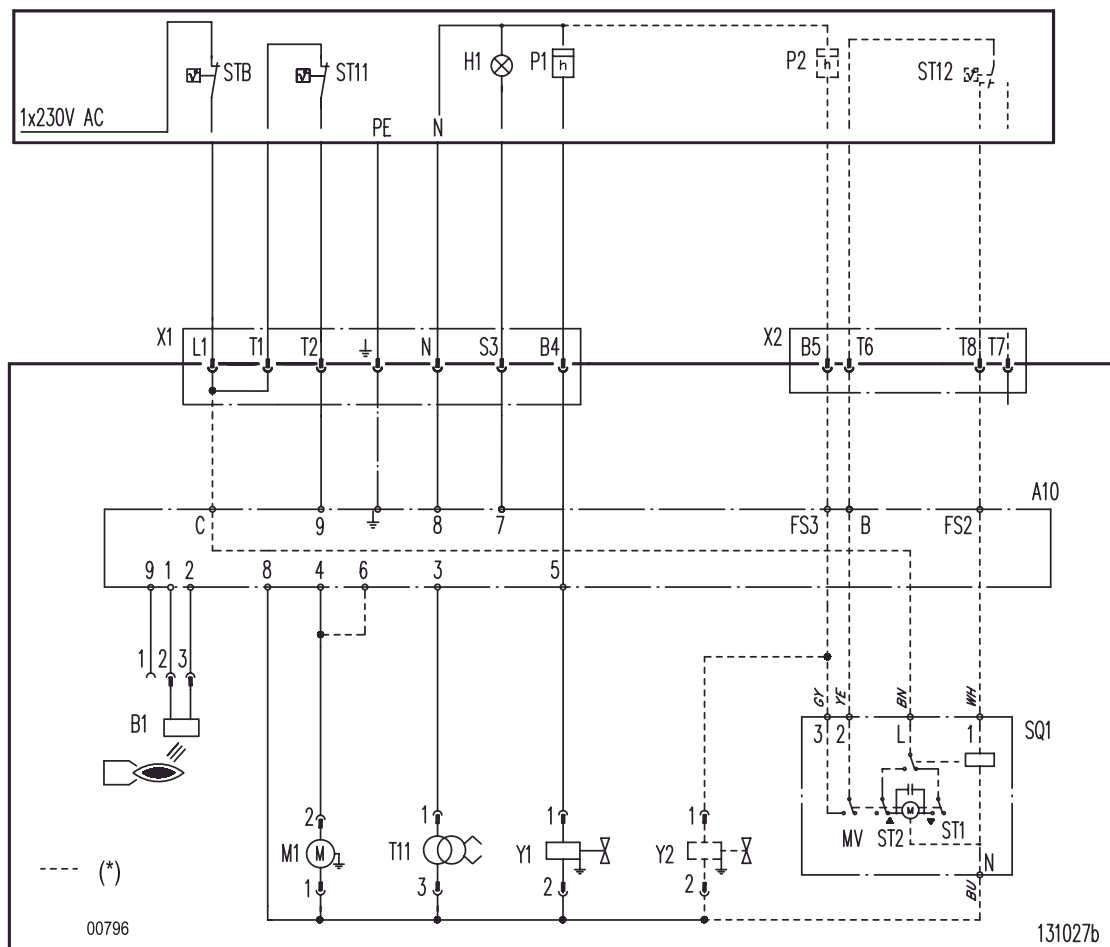 STB
ST11
H1
P1
h
P2
h
ST12
1x230V AC
PE
N
X1
L1
T1
T2
N
S3
B4
X2
B5
T6
T8
T7
A10
C
9
8
7
FS3
B
FS2
9
1
2
8
4
6
3
5
1
2
3
B1
GY
YE
BN
WH
3
2
L
1
SQ1
M
MV
ST2
ST1
N
BU
2
M1
M
1
1
T11
3
1
Y1
2
1
Y2
2
(*)
00796
131027b